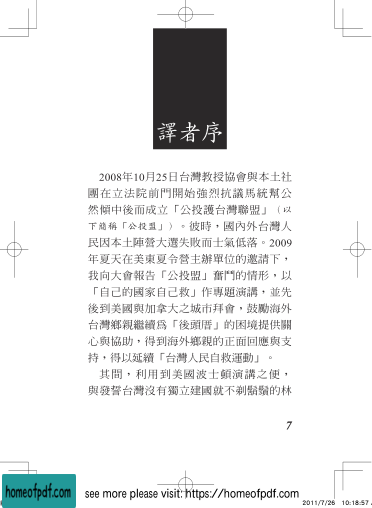 譯者序
2008年10月25日台灣教授協會與本土社
團在立法院前門開始強烈抗議馬統幫公
然傾中後而成立「公投護台灣聯盟」（以
下簡稱「公投盟」）。彼時，國內外台灣人
民因本土陣營大選失敗而士氣低落。2009
年夏天在美東夏令營主辦單位的邀請下，
我向大會報告「公投盟」奮鬥的情形，以
「自己的國家自己救」作專題演講，並先
後到美國與加拿大之城市拜會，鼓勵海外
台灣鄉親繼續為「後頭厝」的困境提供關
心與協助，得到海外鄉親的正面回應與支
持，得以延續「台灣人民自救運動」。
其間，利用到美國波士頓演講之便，
與發誓台灣沒有獨立建國就不剃鬍鬚的林
7
homeofpdf.com
see more please visit: https://homeofpdf.com
2011/7/26 10:18:57